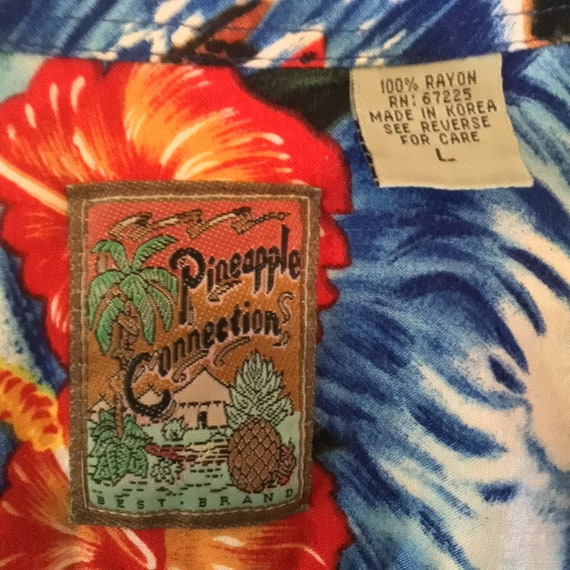 100% RAYON
RN: 67225
MADE IN KOREA
SEE REVERSE
FOR CARE
L
Pineapple
Connection
BEST · BRAND